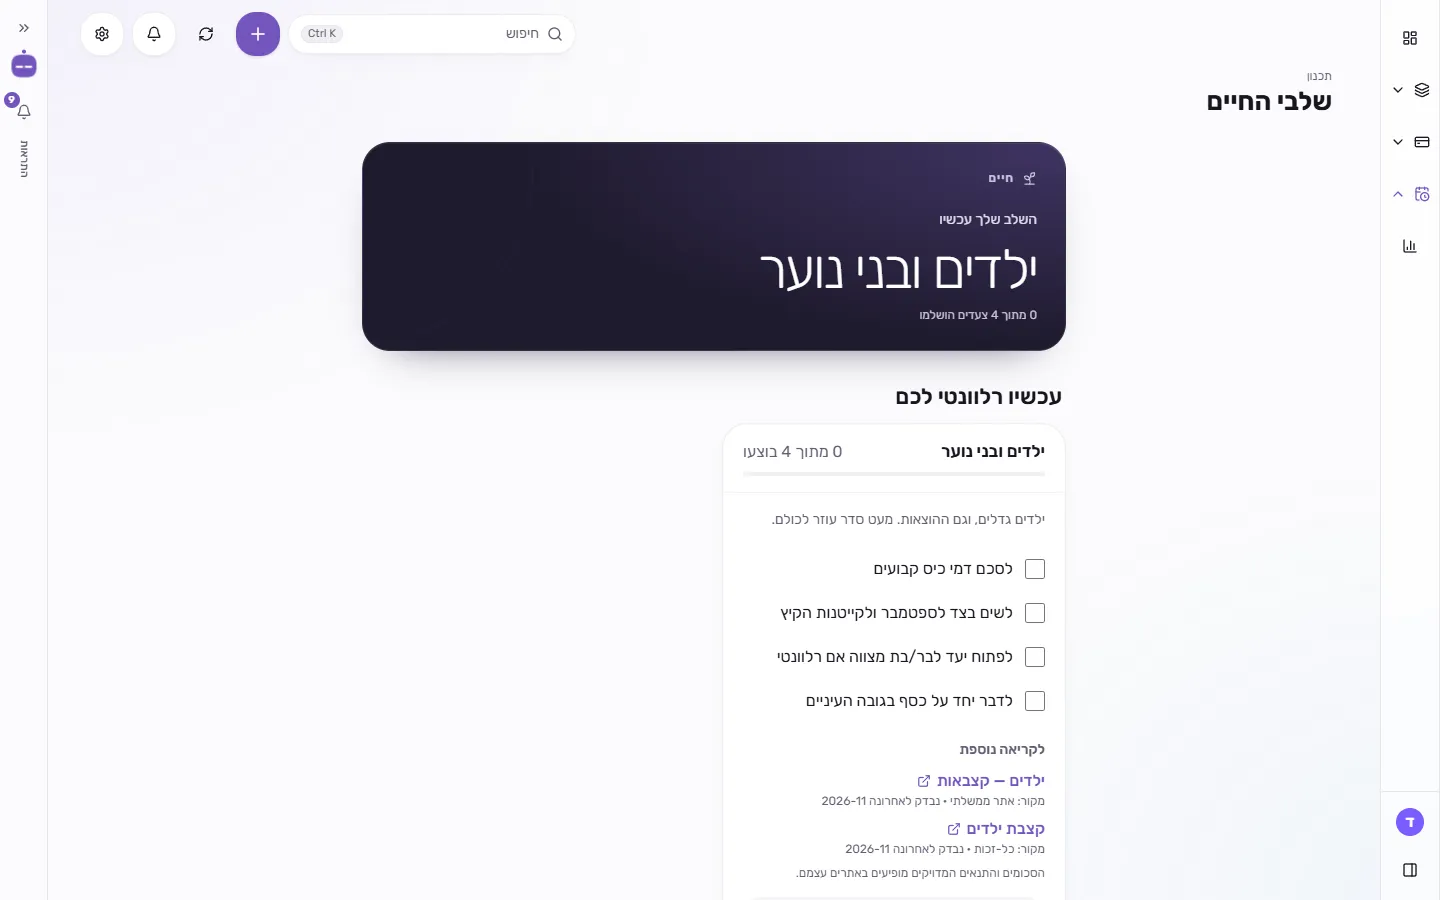 חיפוש
Ctrl K
תכנון
שלבי החיים
9
התראות
חיים
השלב שלך עכשיו
ילדים ובני נוער
0 מתוך 4 צעדים הושלמו
עכשיו רלוונטי לכם
ילדים ובני נוער
0 מתוך 4 בוצעו
ילדים גדלים, וגם ההוצאות. מעט סדר עוזר לכולם.
לסכם דמי כיס קבועים
לשים בצד לספטמבר ולקייטנות הקיץ
לפתוח יעד לבר/בת מצווה אם רלוונטי
לדבר יחד על כסף בגובה העיניים
לקריאה נוספת
ילדים — קצבאות
מקור: אתר ממשלתי • נבדק לאחרונה 2026-11
קצבת ילדים
מקור: כל-זכות • נבדק לאחרונה 2026-11
הסכומים והתנאים המדויקים מופיעים באתרים עצמם.
ד